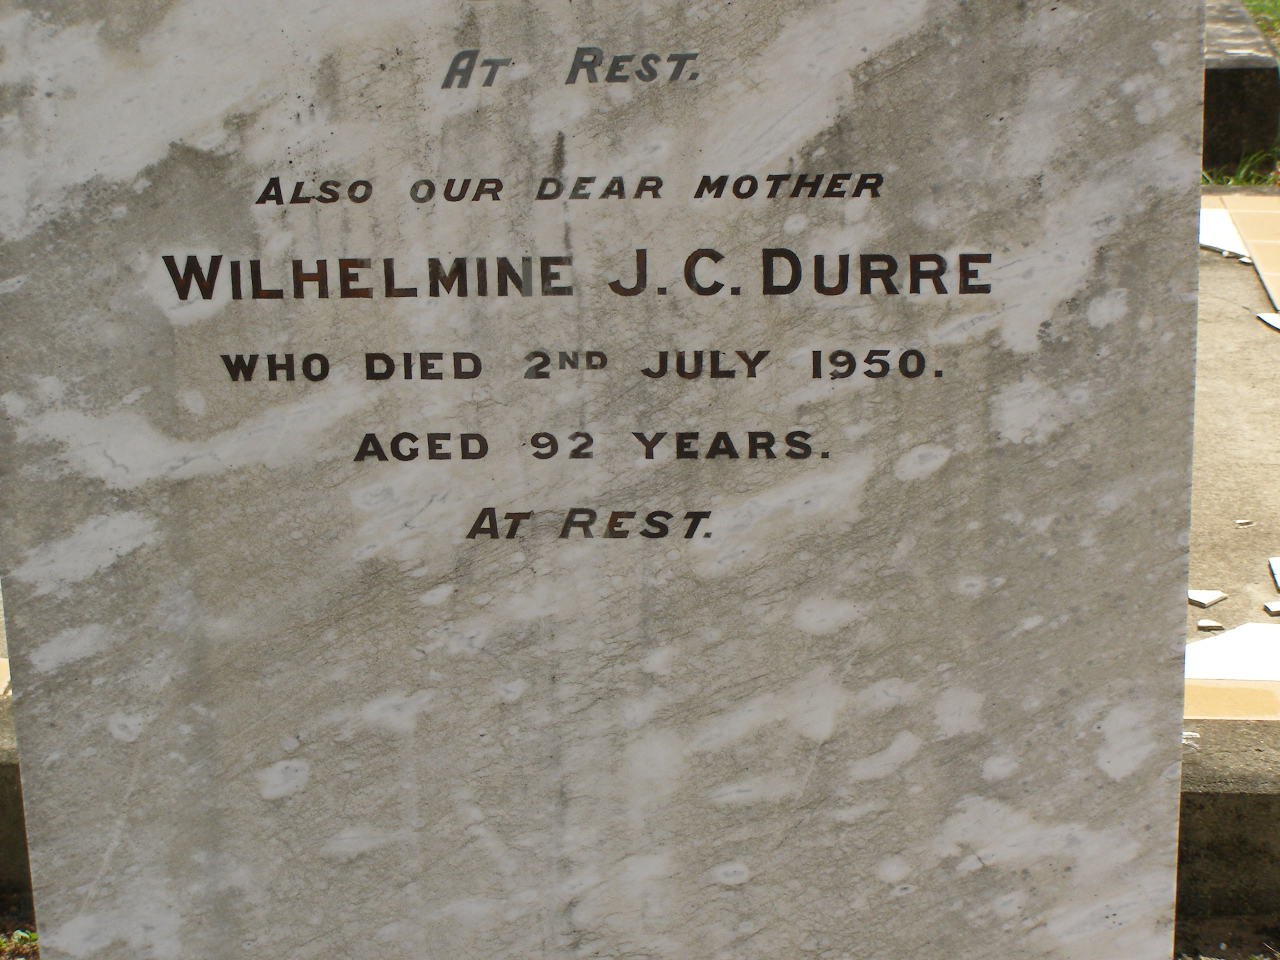 AT REST.
ALSO OUR DEAR MOTHER
WILHELMINE J. C. DURRE
WHO DIED 2ND JULY 1950.
AGED 92 YEARS.
AT REST.